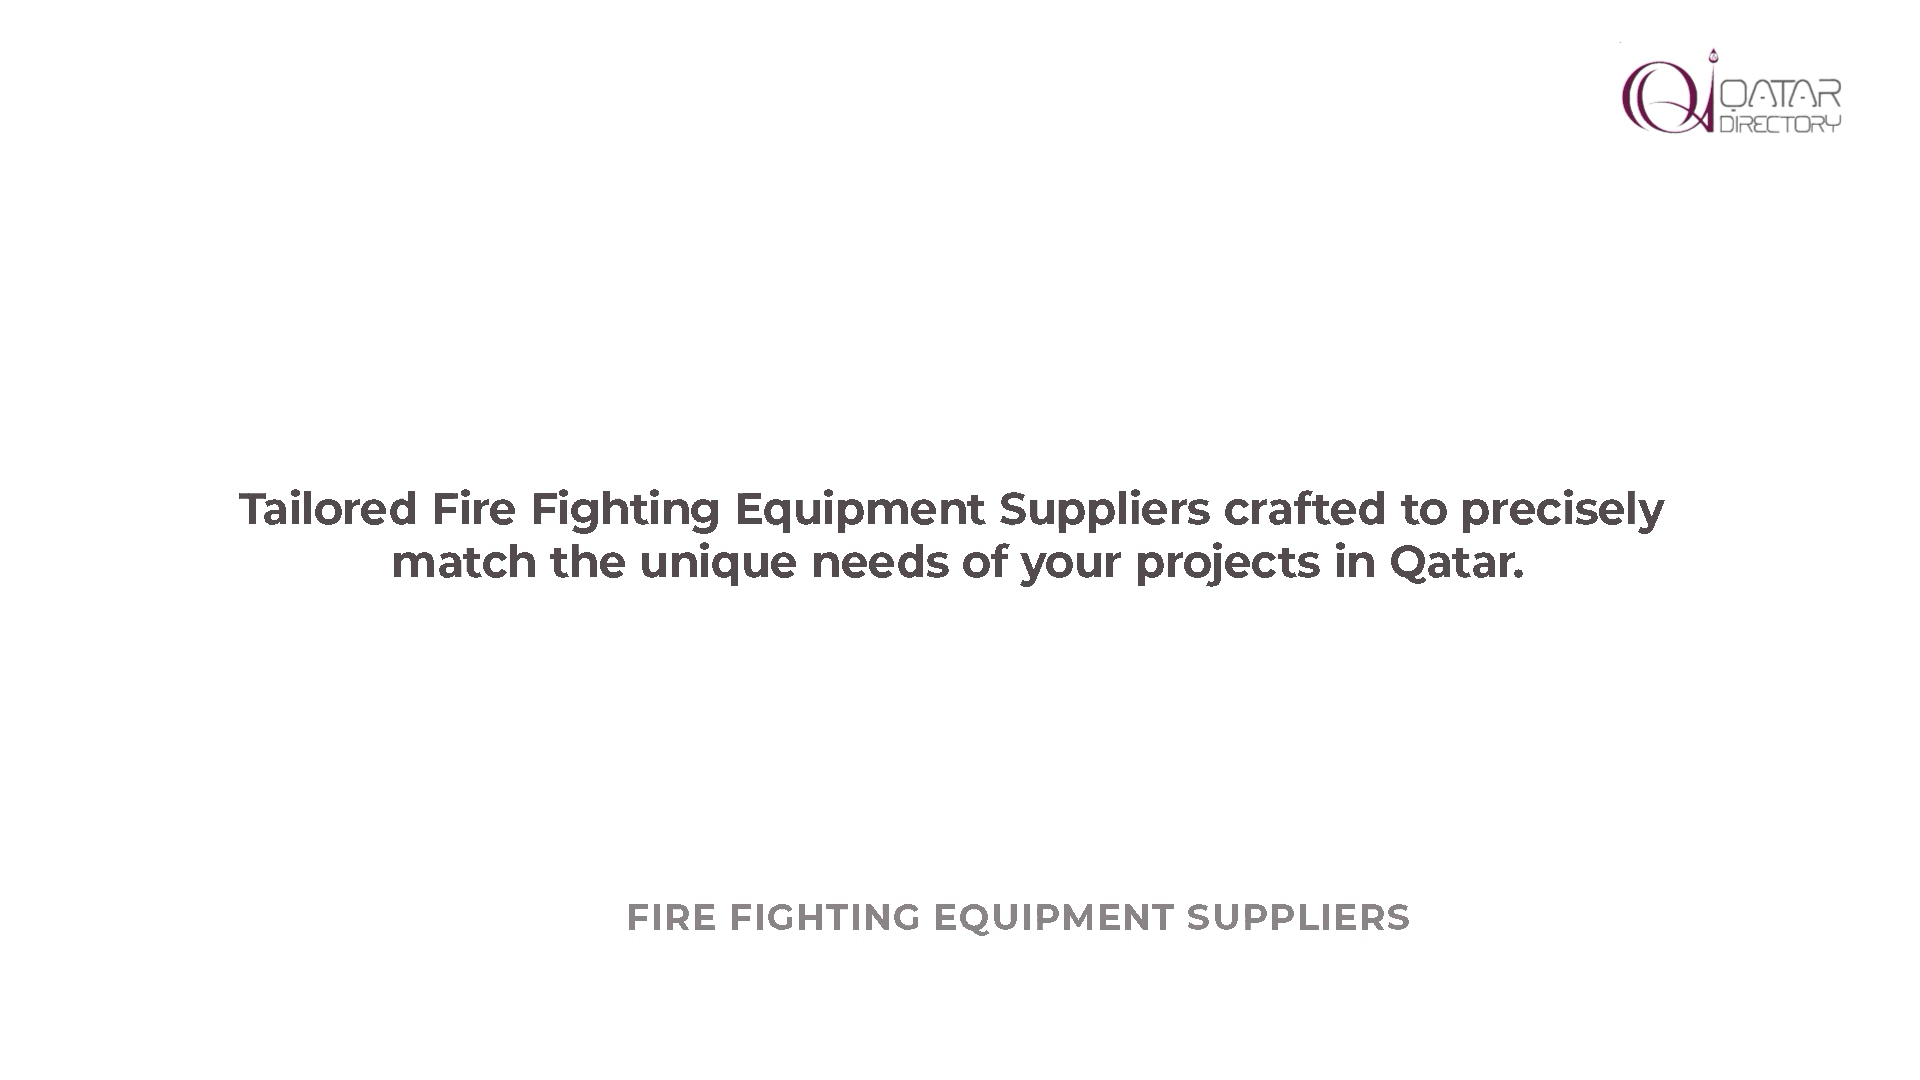 QATAR
DIRECTORY
Tailored Fire Fighting Equipment Suppliers crafted to precisely
match the unique needs of your projects in Qatar.
FIRE FIGHTING EQUIPMENT SUPPLIERS